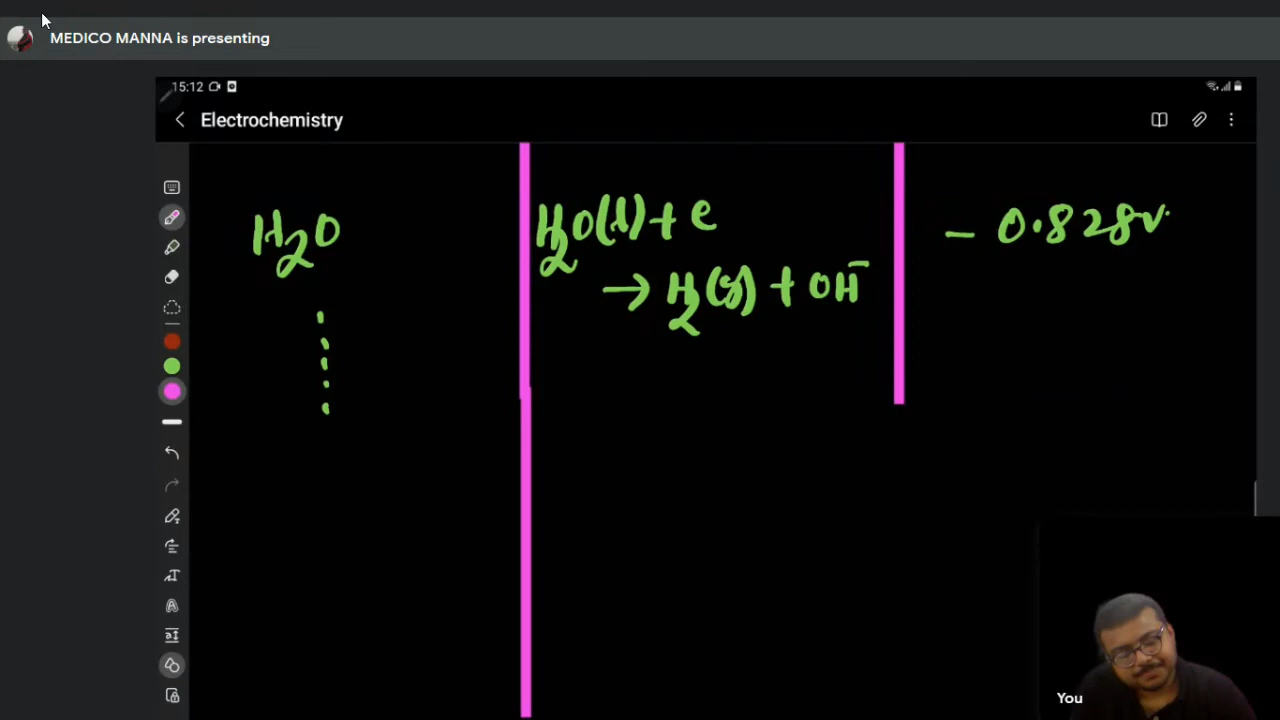 MEDICO MANNA is presenting
15:12
Electrochemistry
H₂O
H₂O(l) + e
→ H₂(g) + OH⁻
- 0.828V.
You